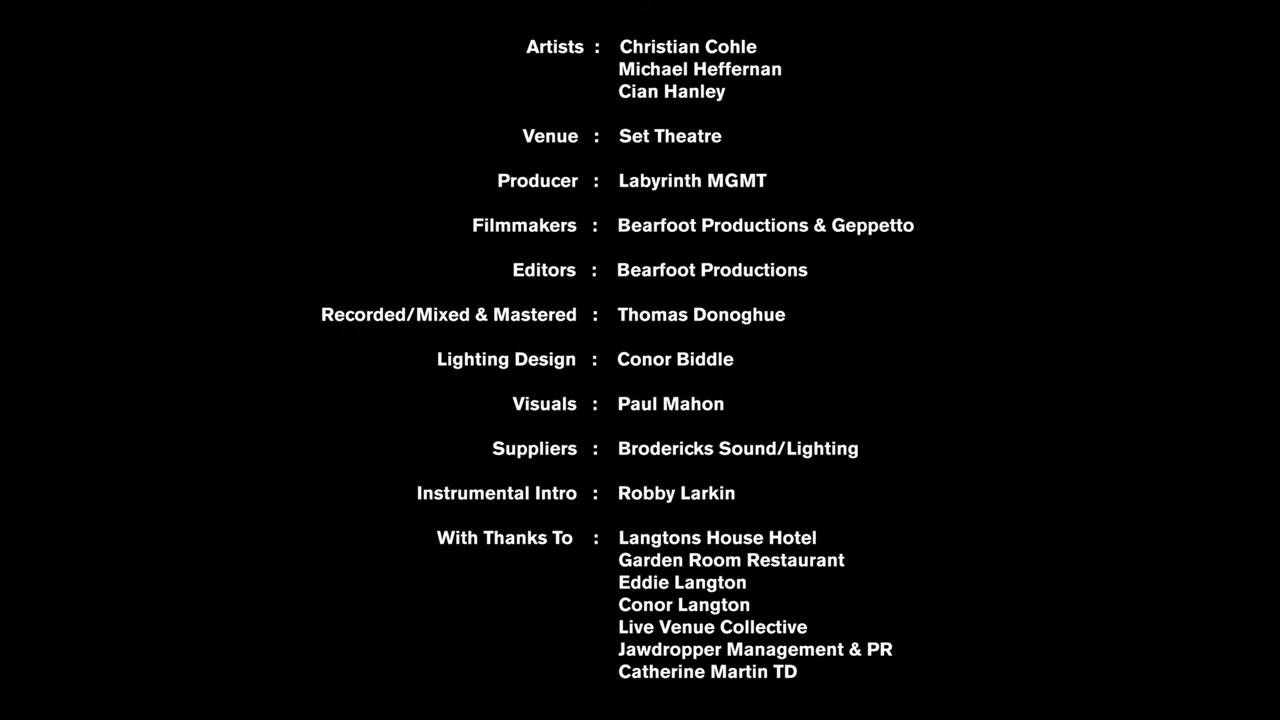 Artists : Christian Cohle
Michael Heffernan
Cian Hanley
Venue : Set Theatre
Producer : Labyrinth MGMT
Filmmakers : Bearfoot Productions & Geppetto
Editors : Bearfoot Productions
Recorded/Mixed & Mastered : Thomas Donoghue
Lighting Design : Conor Biddle
Visuals : Paul Mahon
Suppliers : Brodericks Sound/Lighting
Instrumental Intro : Robby Larkin
With Thanks To : Langtons House Hotel
Garden Room Restaurant
Eddie Langton
Conor Langton
Live Venue Collective
Jawdropper Management & PR
Catherine Martin TD